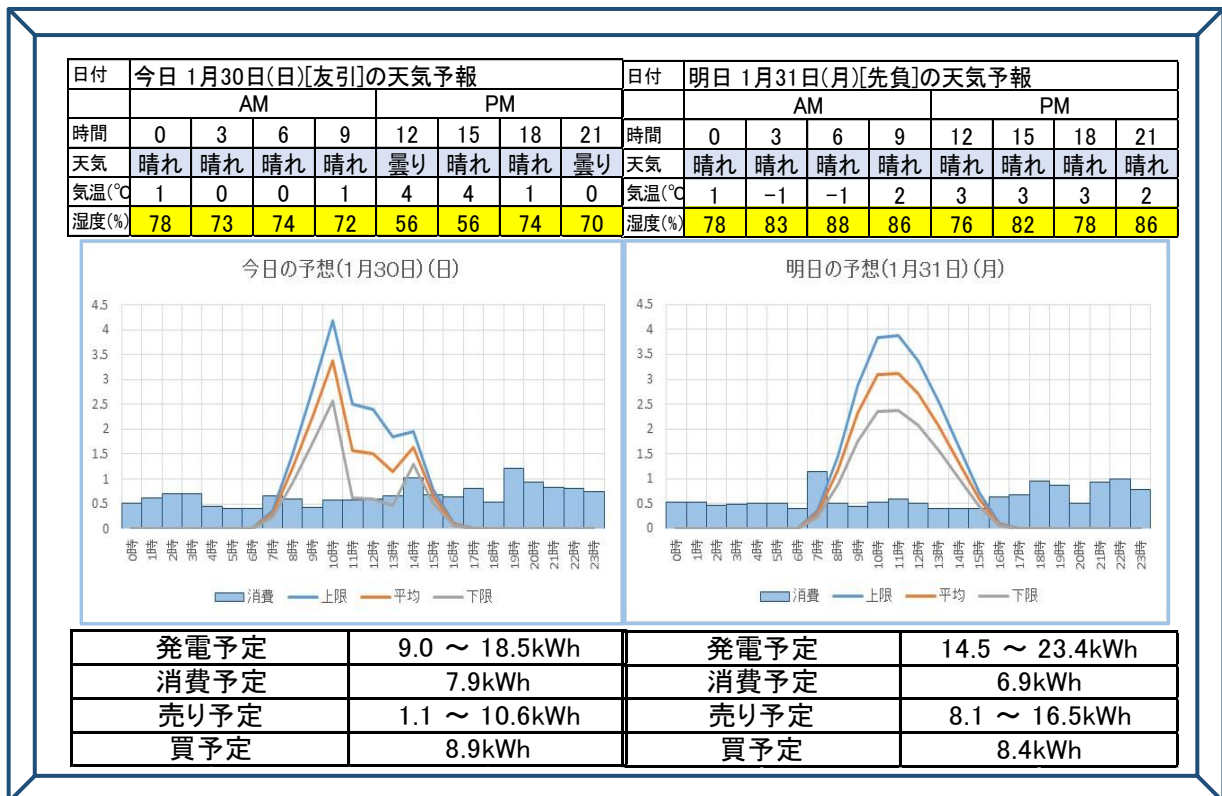 日付 今日 1月30日(日)[友引]の天気予報
AM PM
時間 0 3 6 9 12 15 18 21
天気 晴れ 晴れ 晴れ 晴れ 曇り 晴れ 晴れ 曇り
気温(℃ 1 0 0 1 4 4 1 0
湿度(%) 78 73 74 72 56 56 74 70
日付 明日 1月31日(月)[先負]の天気予報
AM PM
時間 0 3 6 9 12 15 18 21
天気 晴れ 晴れ 晴れ 晴れ 晴れ 晴れ 晴れ 晴れ
気温(℃ 1 −1 −1 2 3 3 3 2
湿度(%) 78 83 88 86 76 82 78 86
今日の予想(1月30日)(日)
4.5
4
3.5
3
2.5
2
1.5
1
0.5
0
0時 1時 2時 3時 4時 5時 6時 7時 8時 9時 10時 11時 12時 13時 14時 15時 16時 17時 18時 19時 20時 21時 22時 23時
消費 上限 平均 下限
明日の予想(1月31日)(月)
4.5
4
3.5
3
2.5
2
1.5
1
0.5
0
0時 1時 2時 3時 4時 5時 6時 7時 8時 9時 10時 11時 12時 13時 14時 15時 16時 17時 18時 19時 20時 21時 22時 23時
消費 上限 平均 下限
発電予定 9.0 ～ 18.5kWh
消費予定 7.9kWh
売り予定 1.1 ～ 10.6kWh
買予定 8.9kWh
発電予定 14.5 ～ 23.4kWh
消費予定 6.9kWh
売り予定 8.1 ～ 16.5kWh
買予定 8.4kWh